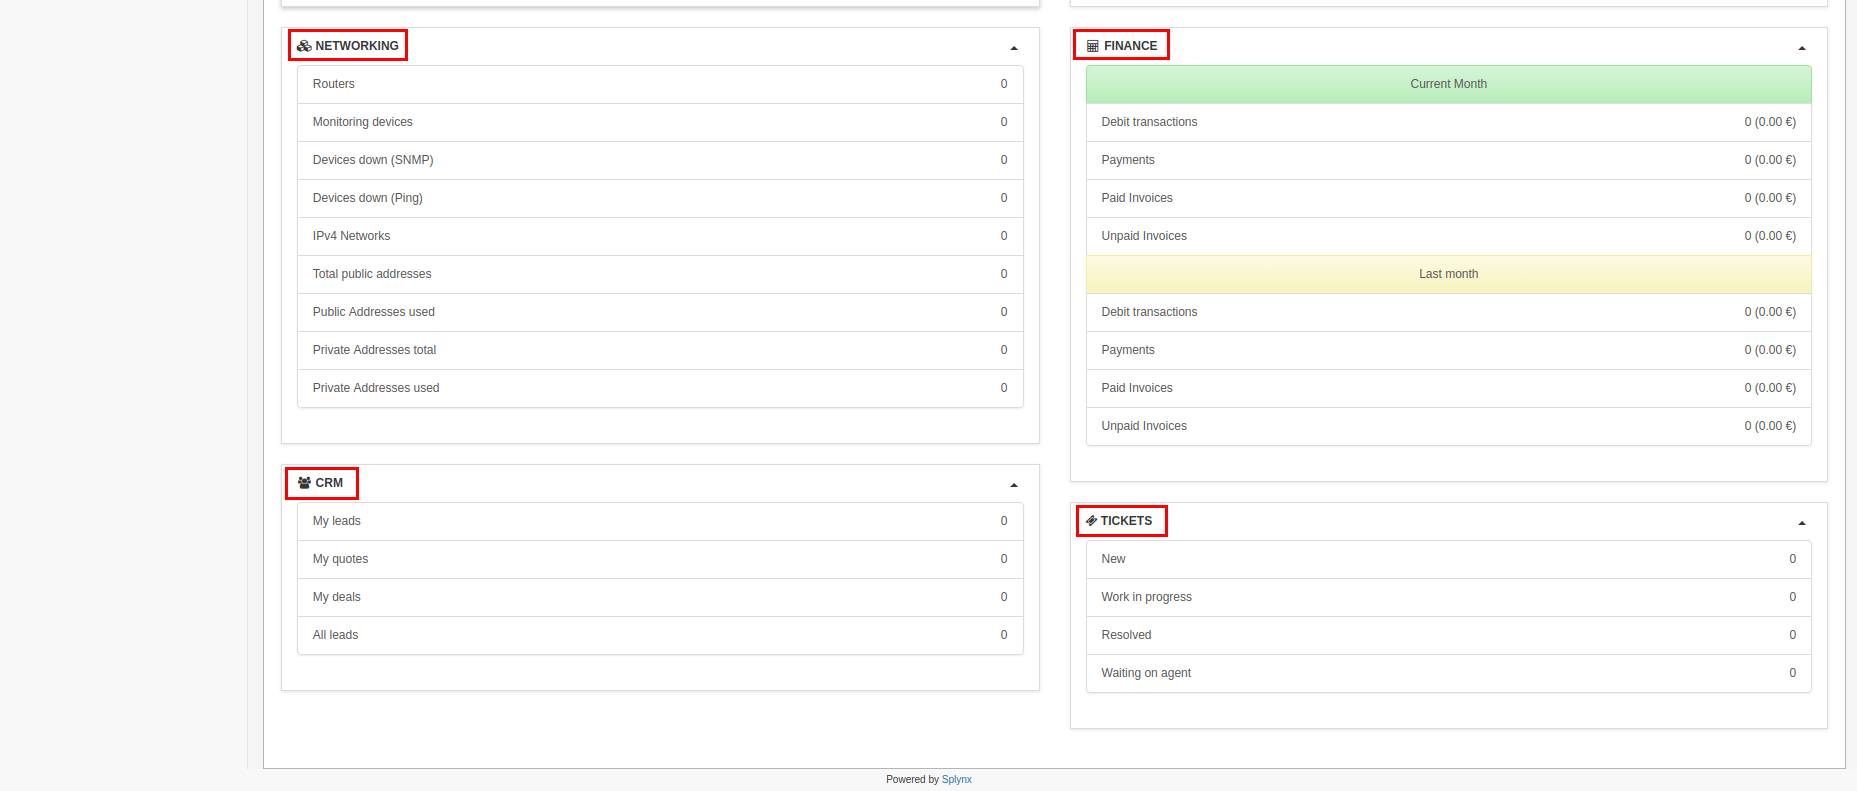 NETWORKING
Routers 0
Monitoring devices 0
Devices down (SNMP) 0
Devices down (Ping) 0
IPv4 Networks 0
Total public addresses 0
Public Addresses used 0
Private Addresses total 0
Private Addresses used 0
CRM
My leads 0
My quotes 0
My deals 0
All leads 0
FINANCE
Current Month
Debit transactions 0 (0.00 €)
Payments 0 (0.00 €)
Paid Invoices 0 (0.00 €)
Unpaid Invoices 0 (0.00 €)
Last month
Debit transactions 0 (0.00 €)
Payments 0 (0.00 €)
Paid Invoices 0 (0.00 €)
Unpaid Invoices 0 (0.00 €)
TICKETS
New 0
Work in progress 0
Resolved 0
Waiting on agent 0
Powered by Splynx